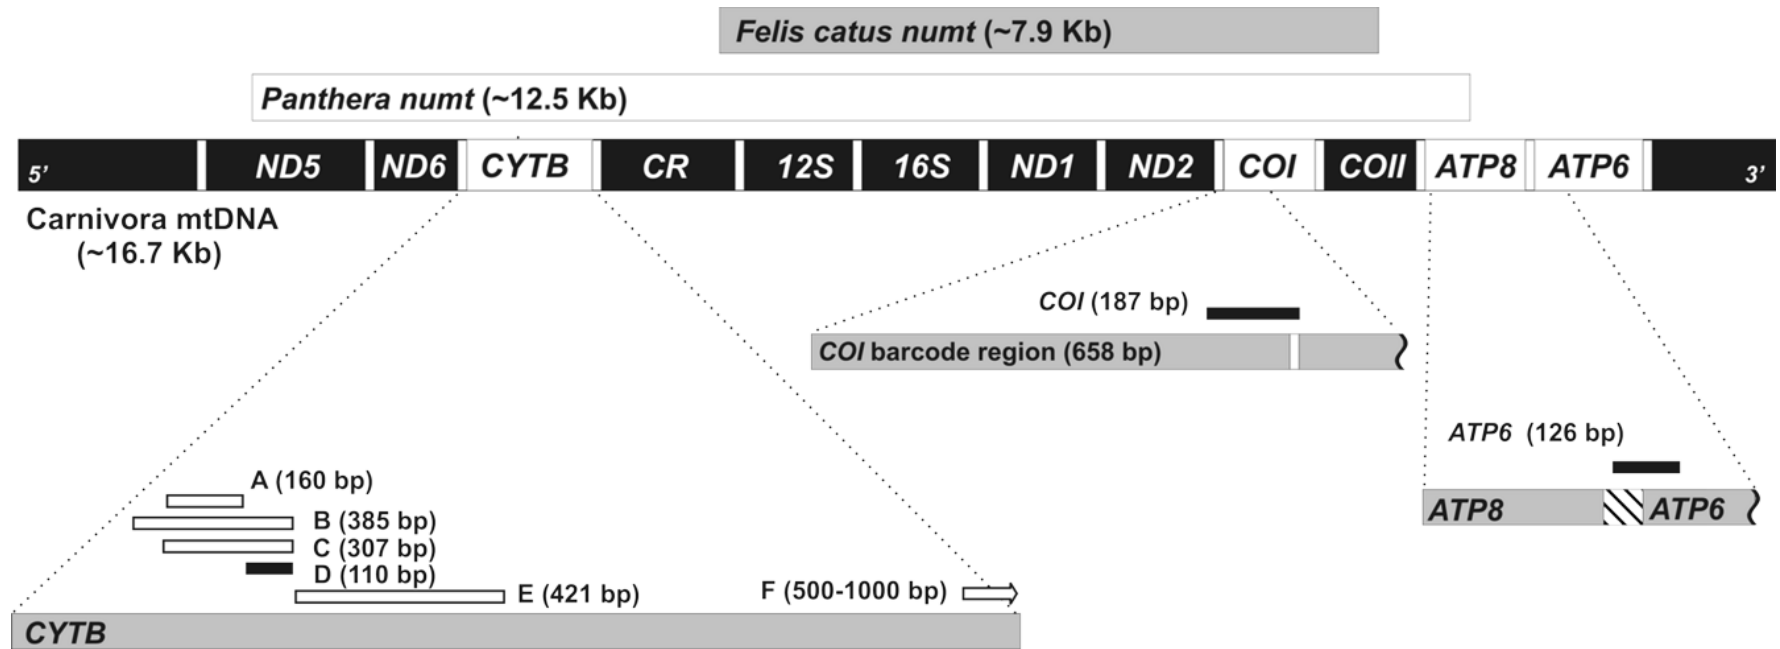 Felis catus numt (~7.9 Kb)
Panthera numt (~12.5 Kb)
5’ ND5 ND6 CYTB CR 12S 16S ND1 ND2 COI COII ATP8 ATP6 3’
Carnivora mtDNA
(~16.7 Kb)
COI (187 bp)
COI barcode region (658 bp)
ATP6 (126 bp)
ATP8 ATP6
A (160 bp)
B (385 bp)
C (307 bp)
D (110 bp)
E (421 bp)
F (500-1000 bp)
CYTB